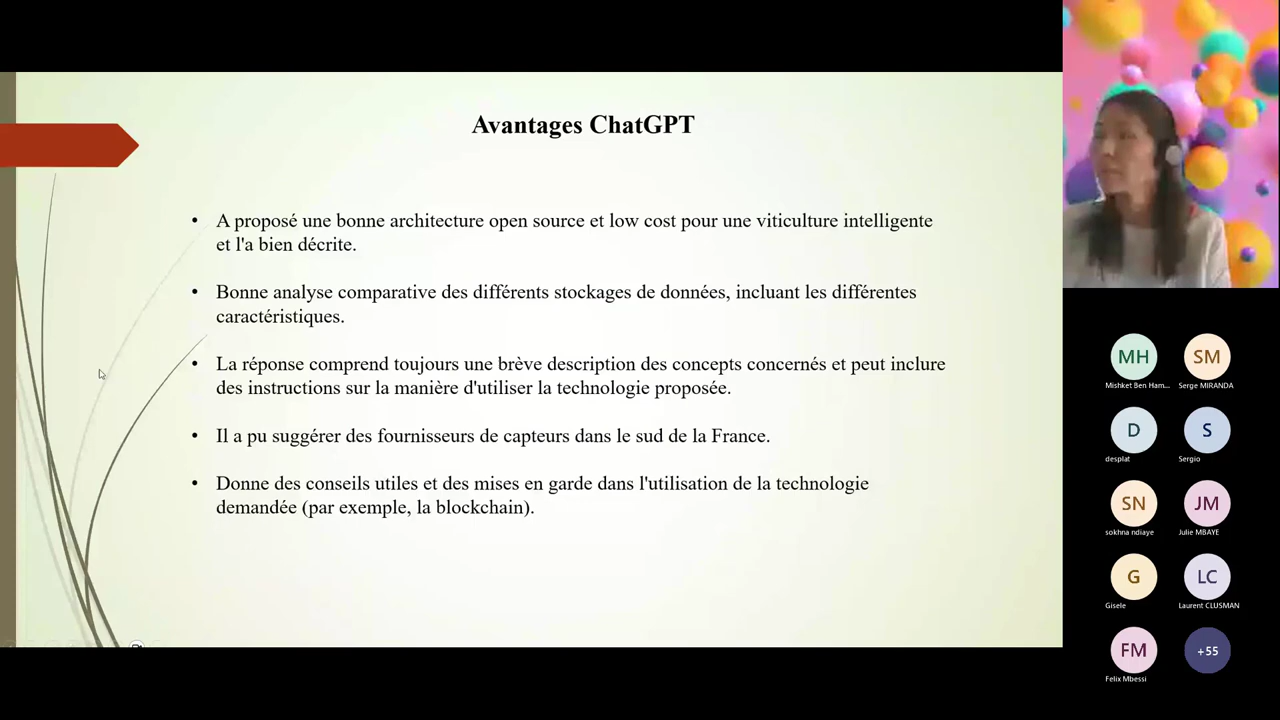 Avantages ChatGPT
• A proposé une bonne architecture open source et low cost pour une viticulture intelligente
et l'a bien décrite.
• Bonne analyse comparative des différents stockages de données, incluant les différentes
caractéristiques.
• La réponse comprend toujours une brève description des concepts concernés et peut inclure
des instructions sur la manière d'utiliser la technologie proposée.
• Il a pu suggérer des fournisseurs de capteurs dans le sud de la France.
• Donne des conseils utiles et des mises en garde dans l'utilisation de la technologie
demandée (par exemple, la blockchain).
MH SM
Mishket Ben Ham... Serge MIRANDA
D S
desplat Sergio
SN JM
sokhna ndiaye Julie MBAYE
G LC
Gisele Laurent CLUSMAN
FM +55
Felix Mbessi